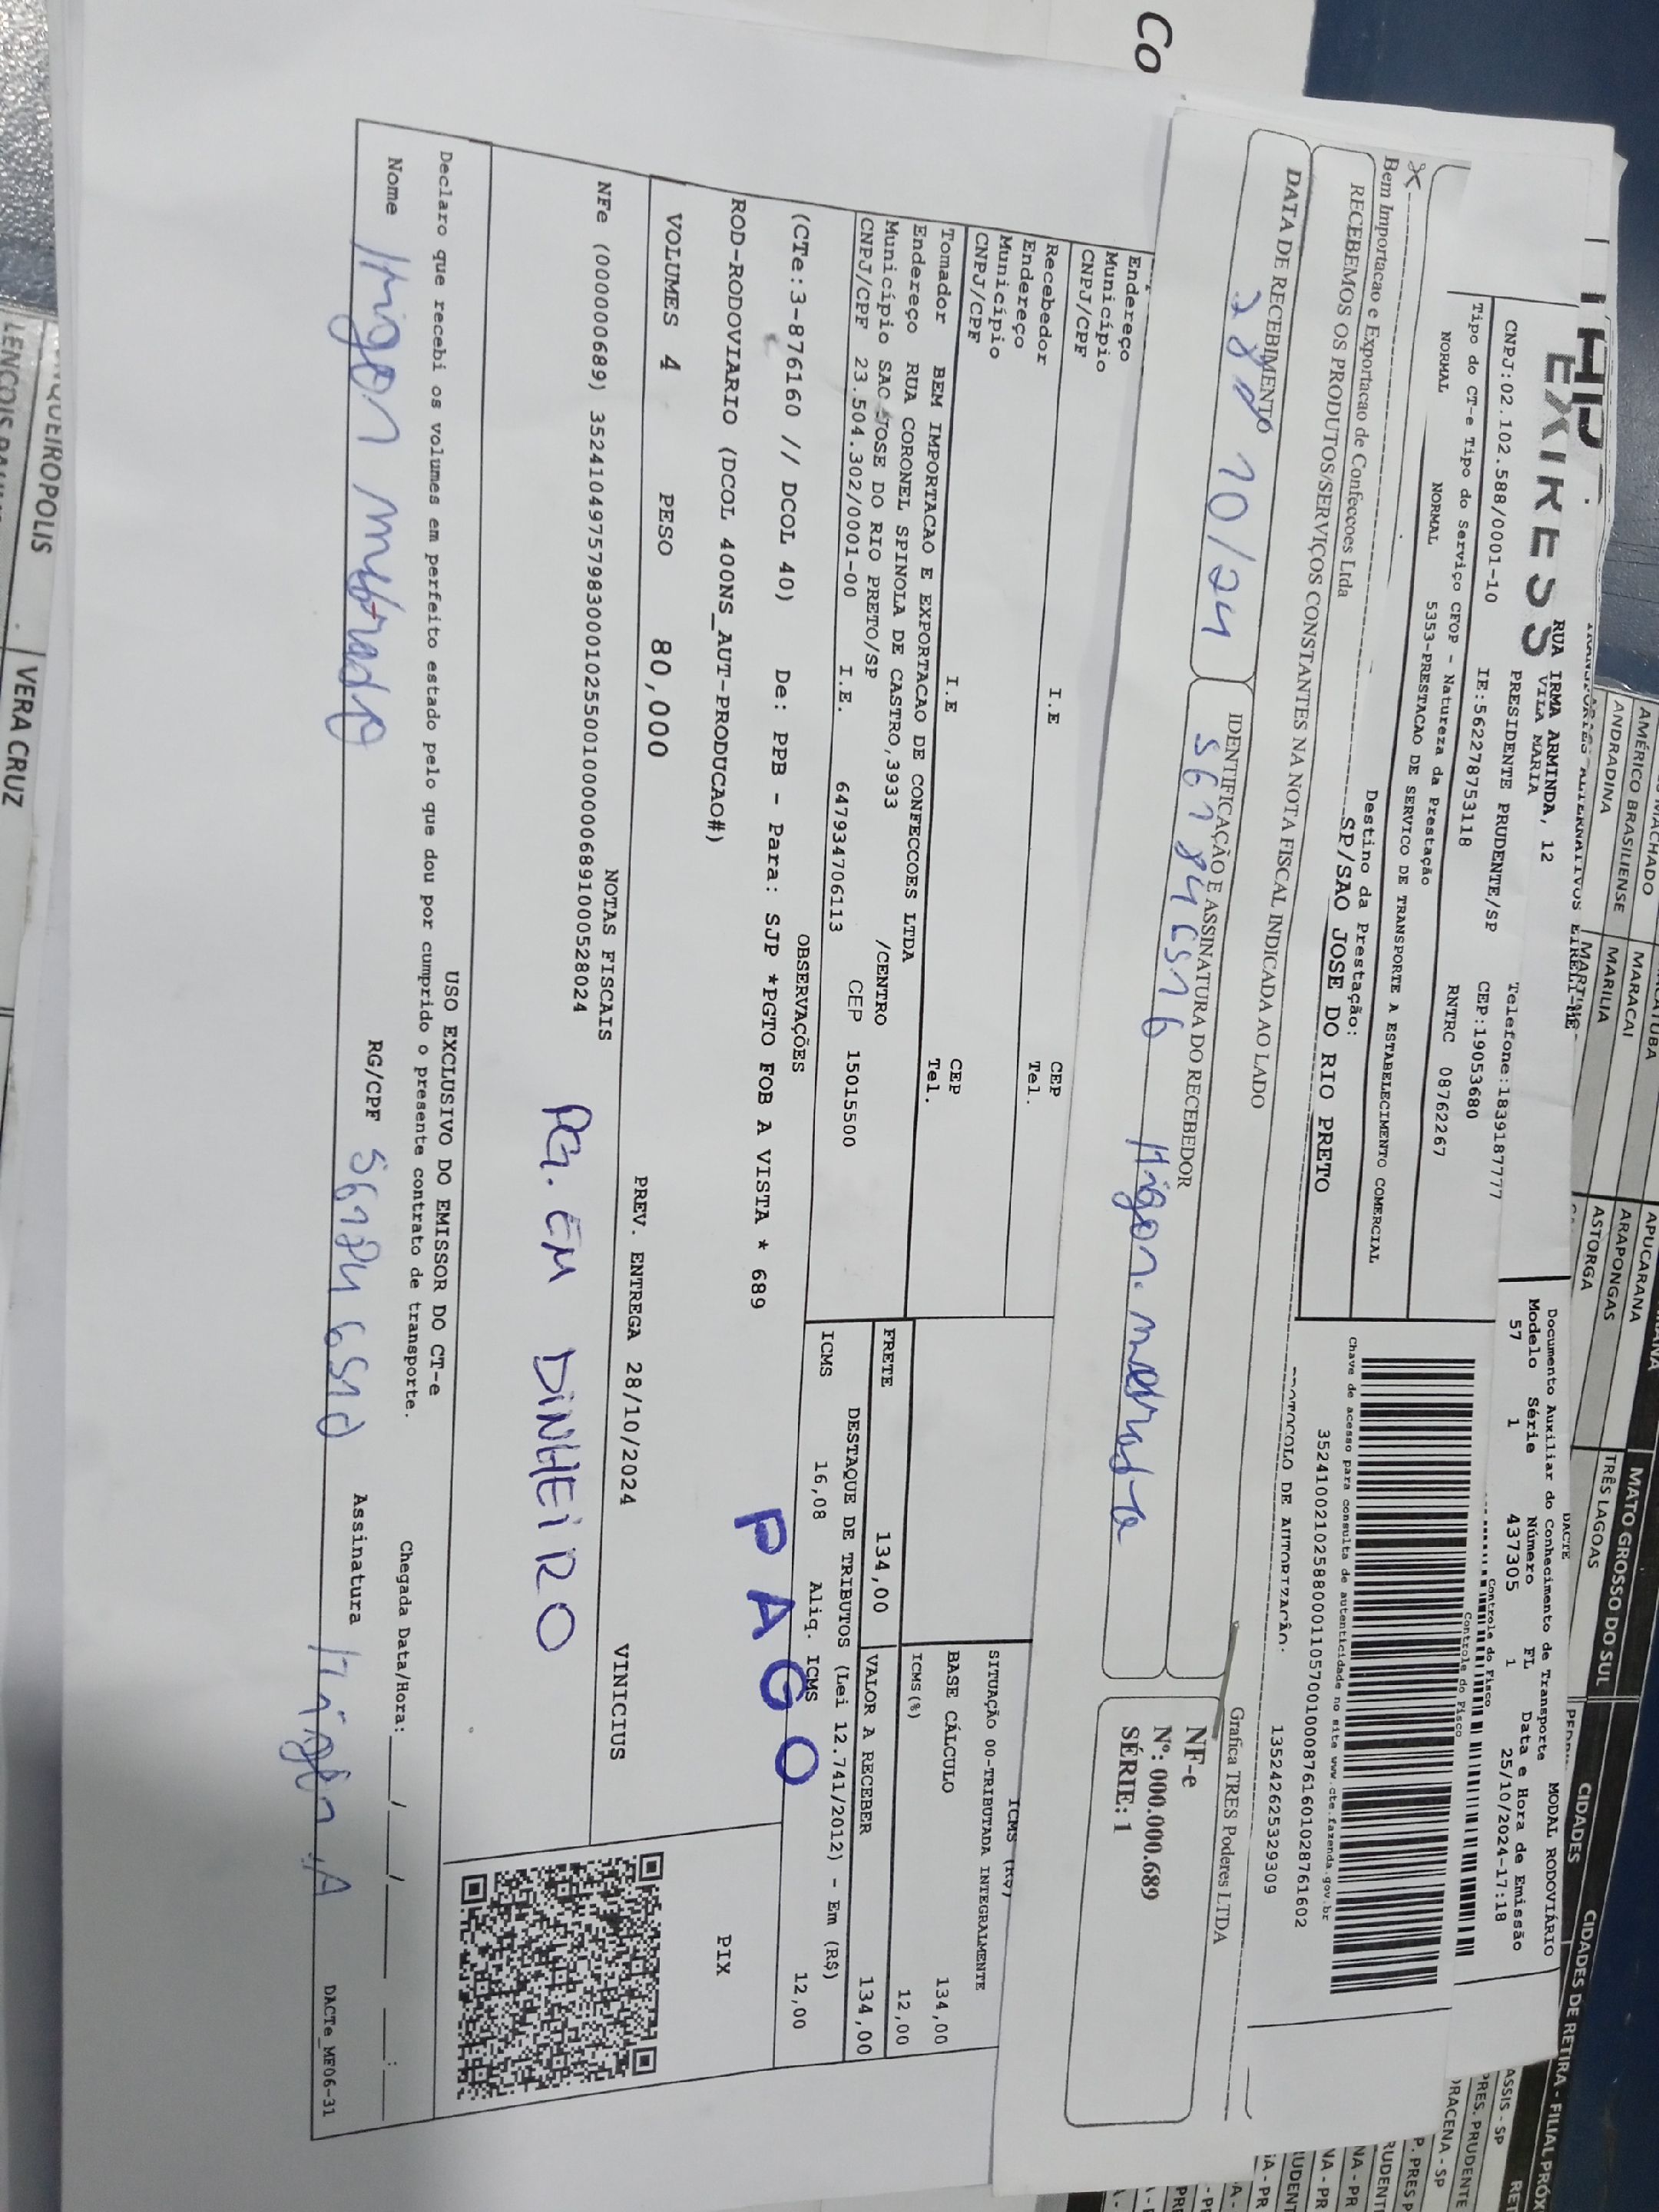 Co
EXPRESS
RUA IRMA ARMINDA, 12
VILA MARIA
PRESIDENTE PRUDENTE/SP
Telefone:1839187777
CNPJ:02.102.588/0001-10 IE:562278753118 CEP:19053680
RNTRC 08762267
DACTE
Documento Auxiliar do Conhecimento de Transporte MODAL RODOVIÁRIO
Modelo Série Número FL Data e Hora de Emissão
57 1 437305 1 25/10/2024-17:18
Controle do Fisco
Controle do Fisco
Tipo do CT-e Tipo do Serviço CFOP - Natureza da Prestação
NORMAL NORMAL 5353-PRESTACAO DE SERVICO DE TRANSPORTE A ESTABELECIMENTO COMERCIAL
Destino da Prestação:
SP/SAO JOSE DO RIO PRETO
Chave de acesso para consulta de autenticidade no site www.cte.fazenda.gov.br
35241002102588000110570010008761601028761602
PROTOCOLO DE AUTORIZAÇÃO.
135242625329309
Bem Importacao e Exportacao de Confeccoes Ltda
RECEBEMOS OS PRODUTOS/SERVIÇOS CONSTANTES NA NOTA FISCAL INDICADA AO LADO
Grafica TRES Poderes LTDA
DATA DE RECEBIMENTO
IDENTIFICAÇÃO E ASSINATURA DO RECEBEDOR
NF-e
Nº: 000.000.689
SÉRIE: 1
10/24
Endereço
Município
CNPJ/CPF
Recebedor
Endereço
Município
CNPJ/CPF I.E CEP
Tel.
Tomador BEM IMPORTACAO E EXPORTACAO DE CONFECCOES LTDA
Endereço RUA CORONEL SPINOLA DE CASTRO,3933 /CENTRO
Município SAO JOSE DO RIO PRETO/SP
CNPJ/CPF 23.504.302/0001-00 I.E. 647934706113 CEP 15015500
I.E CEP
Tel.
ICMS (R$)
SITUAÇÃO 00-TRIBUTADA INTEGRALMENTE
BASE CÁLCULO 134,00
ICMS(%) 12,00
FRETE 134,00 VALOR A RECEBER 134,00
DESTAQUE DE TRIBUTOS (Lei 12.741/2012) - Em (R$)
ICMS 16,08 Aliq. ICMS 12,00
OBSERVAÇÕES
(CTe:3-876160 // DCOL 40) De: PPB - Para: SJP *PGTO FOB A VISTA * 689
ROD-RODOVIARIO (DCOL 400NS_AUT-PRODUCAO#)
PAGO
PIX
VOLUMES 4 PESO 80,000 PREV. ENTREGA 28/10/2024 VINICIUS
NOTAS FISCAIS
NFe (000000689) 35241049757983000102550010000006891000528024
PG. EM DINHEIRO
USO EXCLUSIVO DO EMISSOR DO CT-e
Declaro que recebi os volumes em perfeito estado pelo que dou por cumprido o presente contrato de transporte.
Chegada Data/Hora: / / :
Nome RG/CPF Assinatura
DACTe_MF06-31
AMÉRICO BRASILIENSE
ANDRADINA
MARACAI
MARILIA
APUCARANA
ARAPONGAS
ASTORGA
MATO GROSSO DO SUL
TRÊS LAGOAS
CIDADES
CIDADES DE RETIRA - FILIAL PRÓX
ASSIS - SP
PRES. PRUDENTE
QUEIROPOLIS
VERA CRUZ